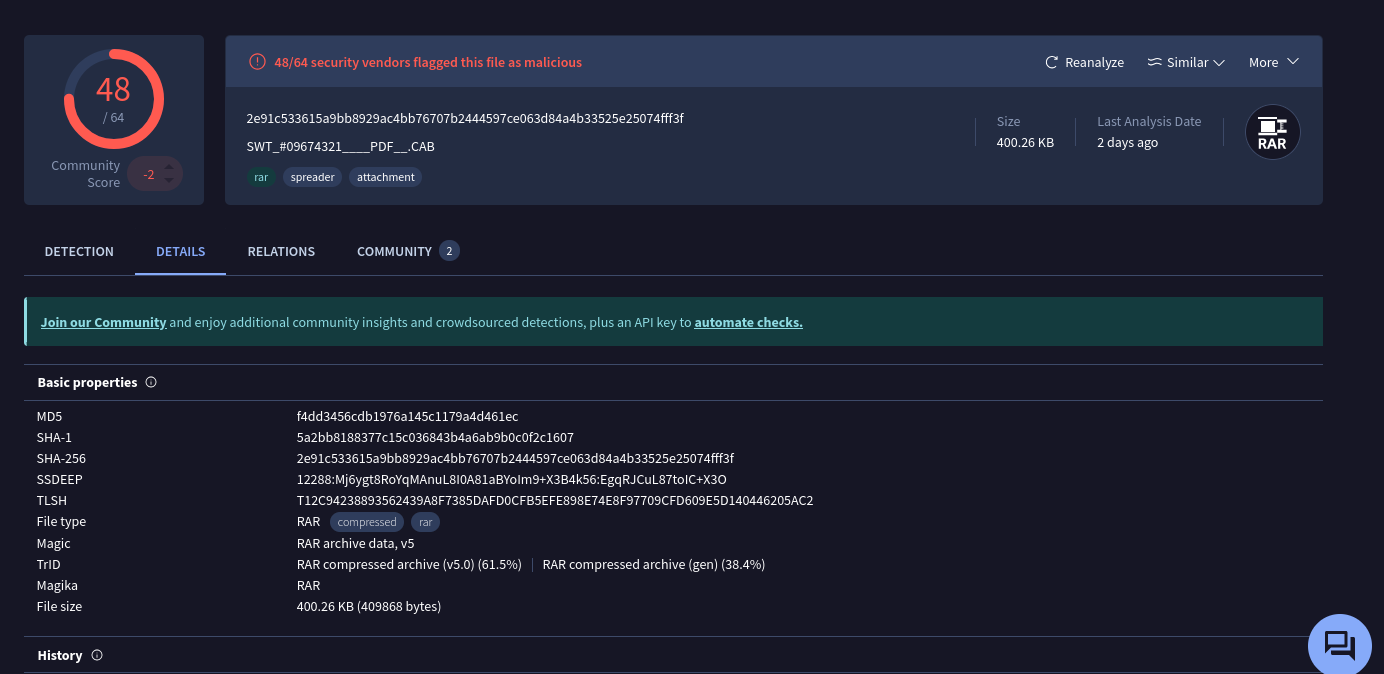 48
/ 64
Community Score
-2
48/64 security vendors flagged this file as malicious
Reanalyze
Similar
More
2e91c533615a9bb8929ac4bb76707b2444597ce063d84a4b33525e25074fff3f
SWT_#09674321____PDF__.CAB
rar spreader attachment
Size
400.26 KB
Last Analysis Date
2 days ago
RAR
DETECTION DETAILS RELATIONS COMMUNITY 2
Join our Community and enjoy additional community insights and crowdsourced detections, plus an API key to automate checks.
Basic properties
MD5 f4dd3456cdb1976a145c1179a4d461ec
SHA-1 5a2bb8188377c15c036843b4a6ab9b0c0f2c1607
SHA-256 2e91c533615a9bb8929ac4bb76707b2444597ce063d84a4b33525e25074fff3f
SSDEEP 12288:Mj6ygt8RoYqMAnuL8I0A81aBYoIm9+X3B4k56:EgqRJCuL87toIC+X3O
TLSH T12C94238893562439A8F7385DAFD0CFB5EFE898E74E8F97709CFD609E5D140446205AC2
File type RAR compressed rar
Magic RAR archive data, v5
TrID RAR compressed archive (v5.0) (61.5%) | RAR compressed archive (gen) (38.4%)
Magika RAR
File size 400.26 KB (409868 bytes)
History